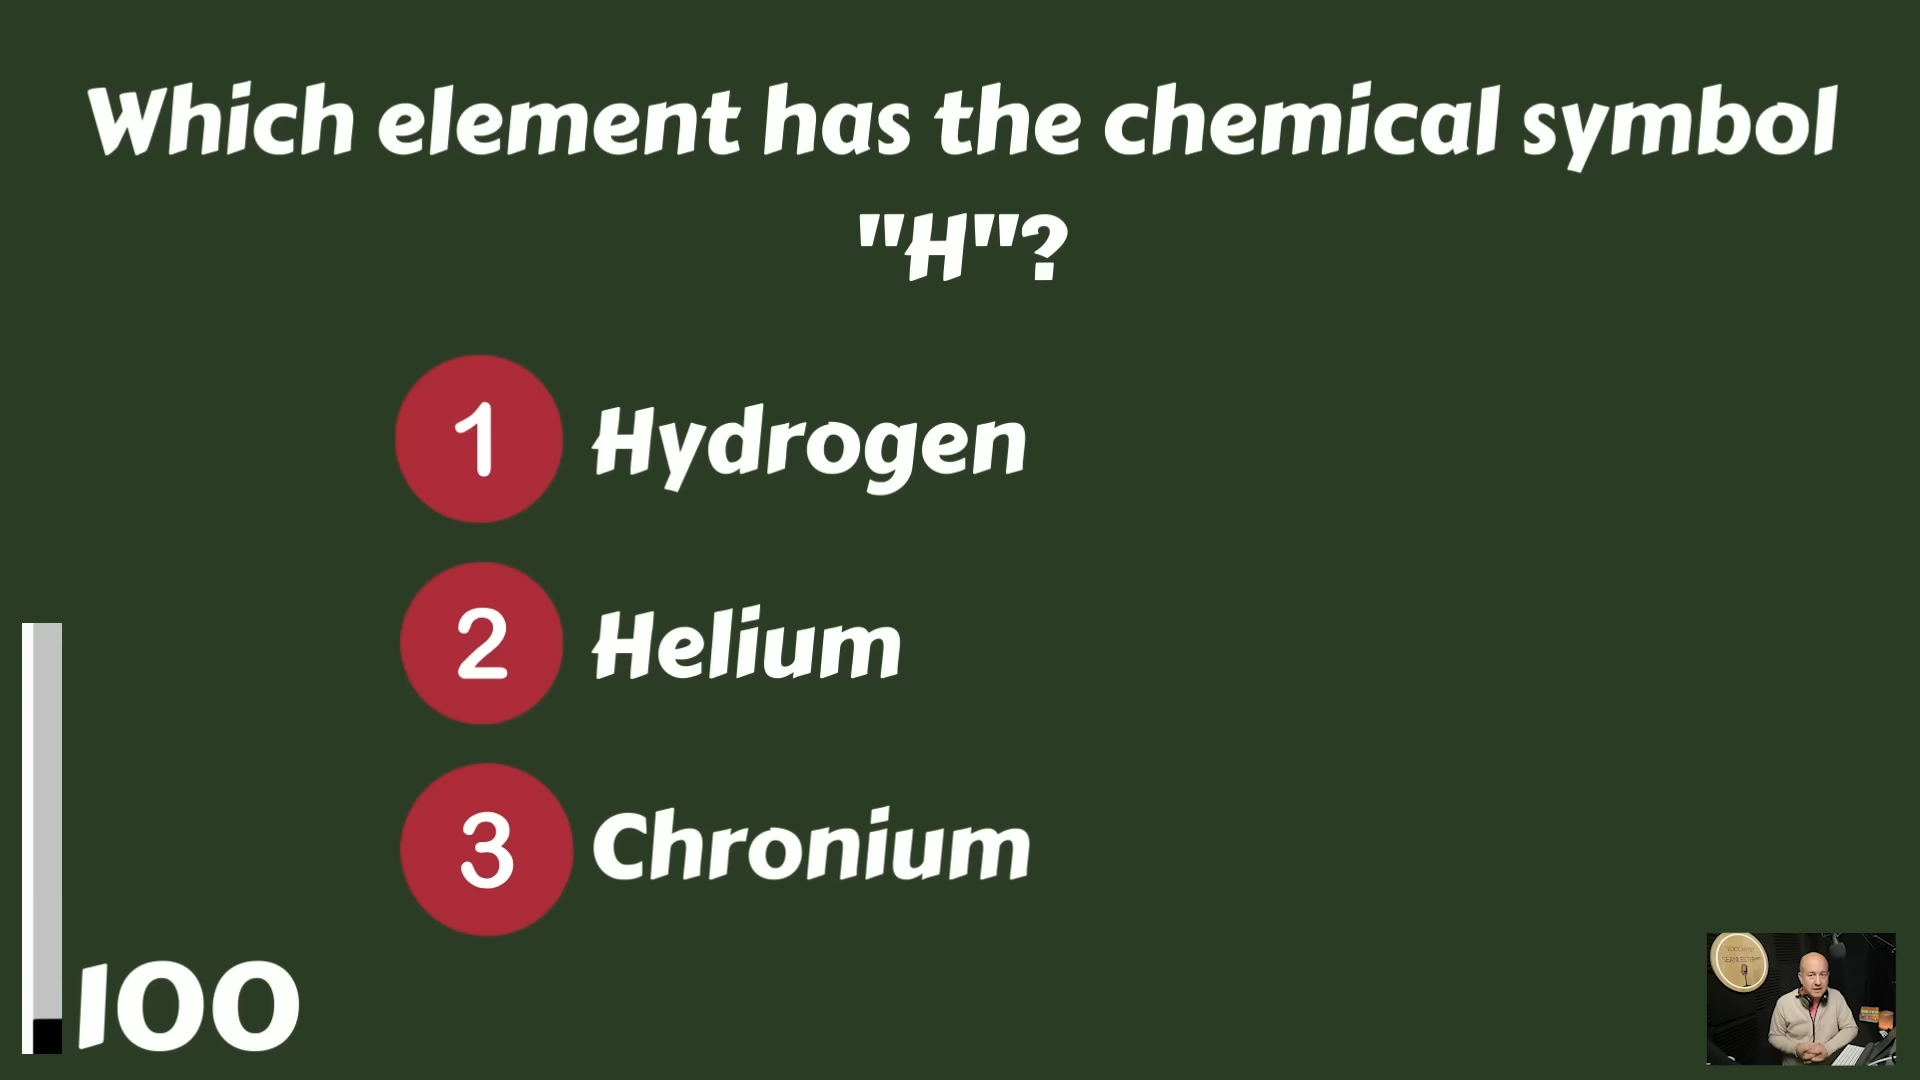 Which element has the chemical symbol
"H"?
1 Hydrogen
2 Helium
3 Chronium
100